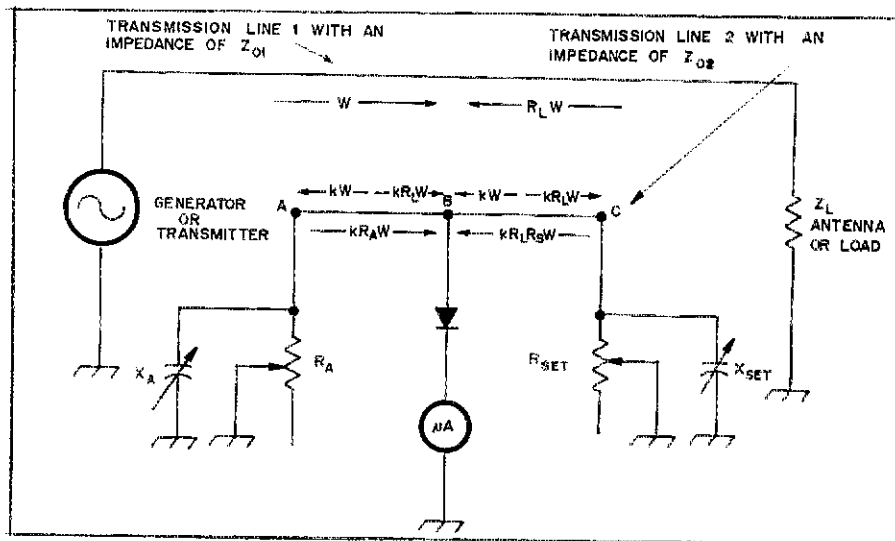 TRANSMISSION LINE 1 WITH AN
IMPEDANCE OF Z01
TRANSMISSION LINE 2 WITH AN
IMPEDANCE OF Z02
W
RLW
kW
kRLW
kW
kRLW
A
B
C
kRAW
kRLRSW
GENERATOR
OR
TRANSMITTER
ZL
ANTENNA
OR LOAD
XA
RA
RSET
XSET
µA